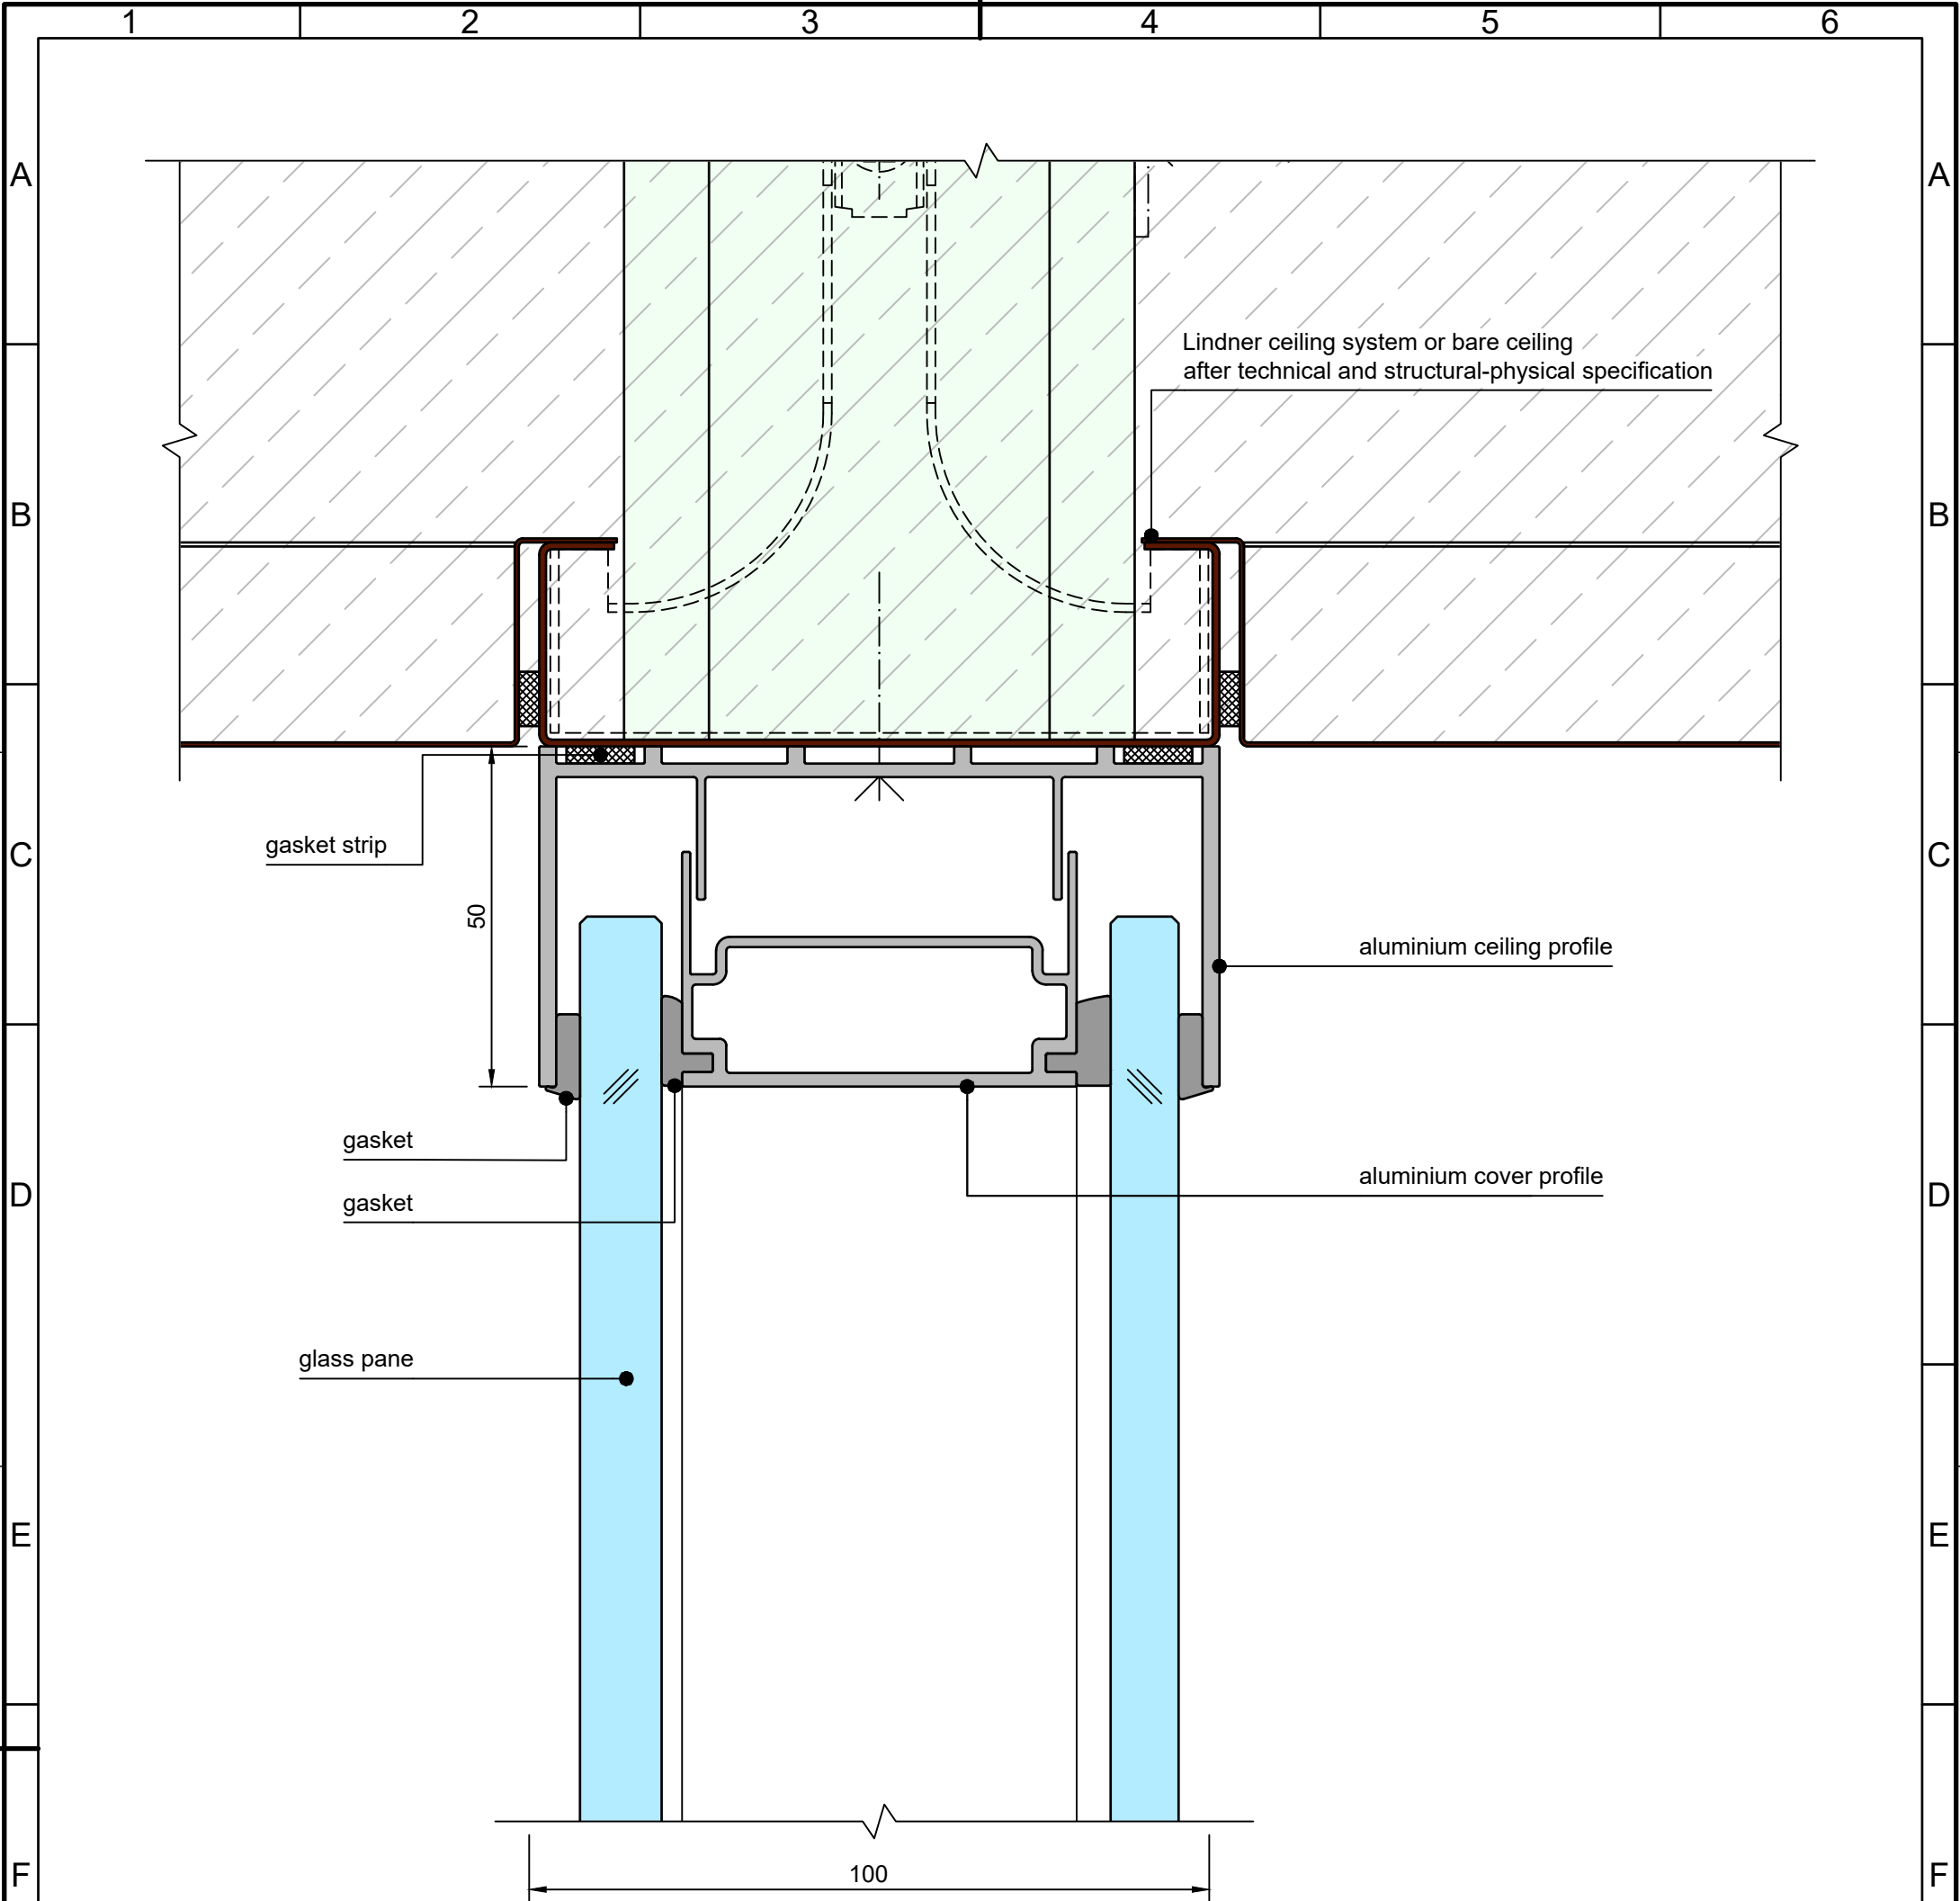 1 2 3 4 5 6
A A
Lindner ceiling system or bare ceiling
after technical and structural-physical specification
B B
gasket strip
C C
50
aluminium ceiling profile
gasket
aluminium cover profile
D D
gasket
glass pane
E E
100
F F